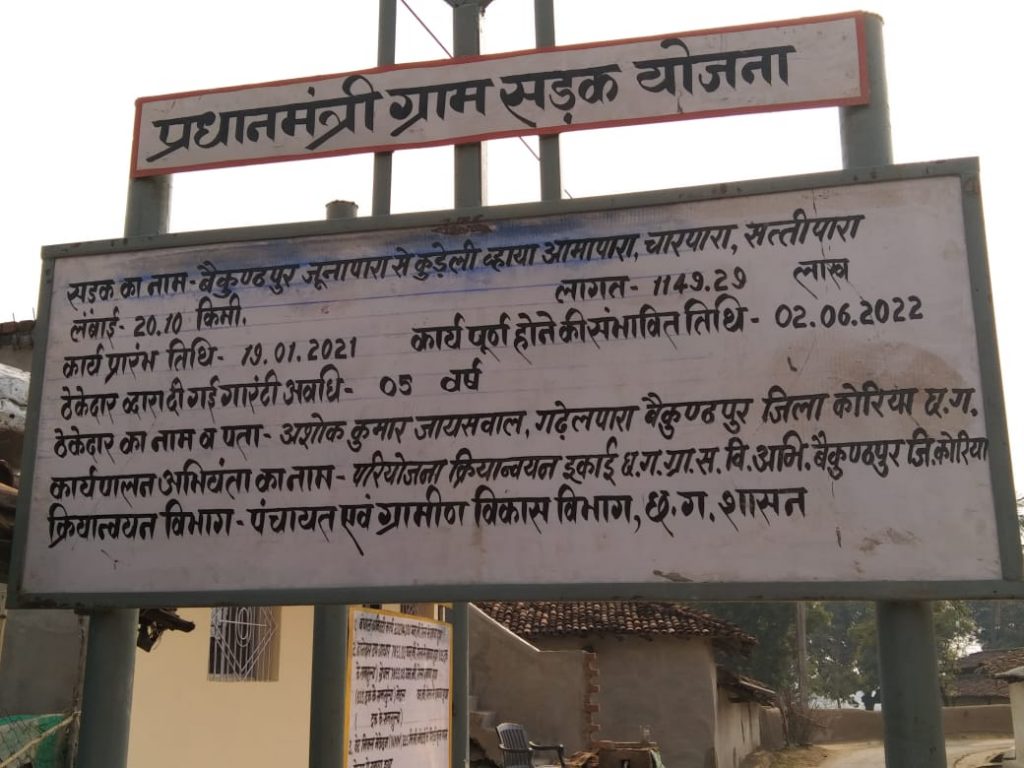 प्रधानमंत्री ग्राम सड़क योजना
सड़क का नाम - बैकुण्ठपुर जूनापारा से कुड़ेली व्हाया आमापारा, चारपारा, सत्तीपारा
लंबाई - 20.10 किमी. लागत - 1149.29 लाख
कार्य प्रारंभ तिथि - 19.01.2021 कार्य पूर्ण होने की संभावित तिथि - 02.06.2022
ठेकेदार व्दारा दी गई गारंटी अवधि - 05 वर्ष
ठेकेदार का नाम व पता - अशोक कुमार जायसवाल, गढ़ेलपारा बैकुण्ठपुर जिला कोरिया छ.ग.
कार्यपालन अभियंता का नाम - परियोजना क्रियान्वयन इकाई छ.ग.ग्रा.स.वि.अभि. बैकुण्ठपुर जि.कोरिया
क्रियान्वयन विभाग - पंचायत एवं ग्रामीण विकास विभाग, छ.ग. शासन